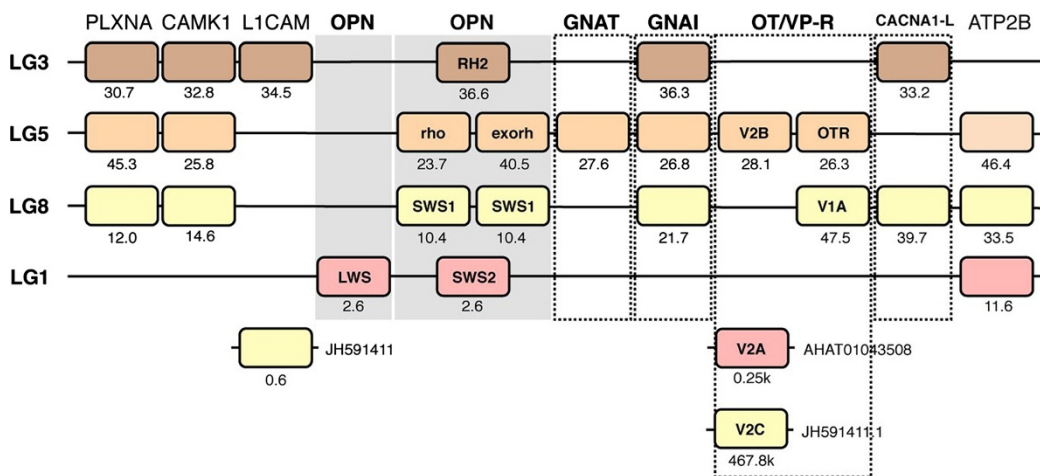 PLXNA CAMK1 L1CAM OPN OPN GNAT GNAI OT/VP-R CACNA1-L ATP2B
LG3 RH2
30.7 32.8 34.5 36.6 36.3 33.2
LG5 rho exorh V2B OTR
45.3 25.8 23.7 40.5 27.6 26.8 28.1 26.3 46.4
LG8 SWS1 SWS1 V1A
12.0 14.6 10.4 10.4 21.7 47.5 39.7 33.5
LG1 LWS SWS2
2.6 2.6 11.6
JH591411 V2A AHAT01043508
0.6 0.25k
V2C JH591411.1
467.8k